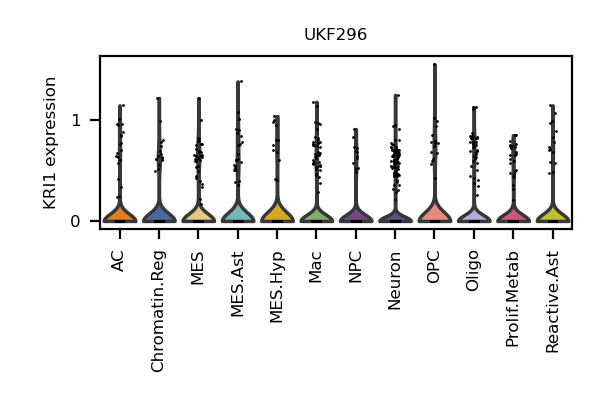 UKF296
KRI1 expression
1
0
AC
Chromatin.Reg
MES
MES.Ast
MES.Hyp
Mac
NPC
Neuron
OPC
Oligo
Prolif.Metab
Reactive.Ast